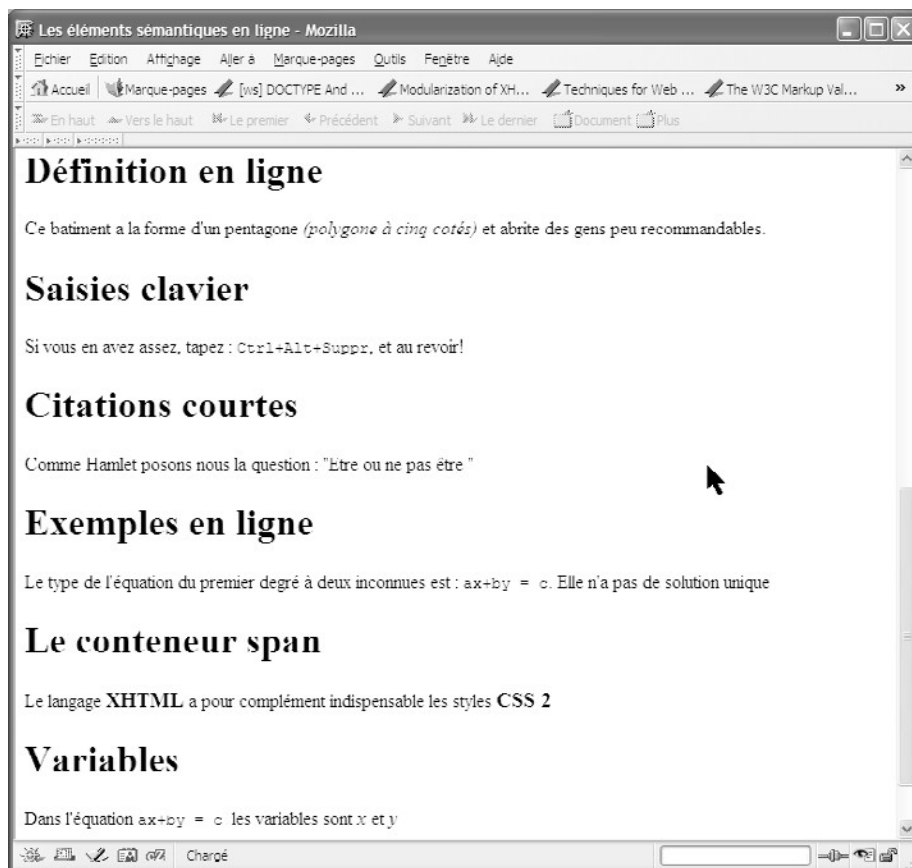 Les éléments sémantiques en ligne - Mozilla
Fichier Edition Affichage Aller à Marque-pages Outils Fenêtre Aide
Accueil Marque-pages [ws] DOCTYPE And ... Modularization of XH... Techniques for Web ... The W3C Markup Val... »
En haut Vers le haut Le premier Précédent Suivant Le dernier Document Plus
Définition en ligne
Ce batiment a la forme d'un pentagone (polygone à cinq cotés) et abrite des gens peu recommandables.
Saisies clavier
Si vous en avez assez, tapez : Ctrl+Alt+Suppr, et au revoir!
Citations courtes
Comme Hamlet posons nous la question : "Etre ou ne pas être "
Exemples en ligne
Le type de l'équation du premier degré à deux inconnues est : ax+by = c. Elle n'a pas de solution unique
Le conteneur span
Le langage XHTML a pour complément indispensable les styles CSS 2
Variables
Dans l'équation ax+by = c les variables sont x et y
Chargé